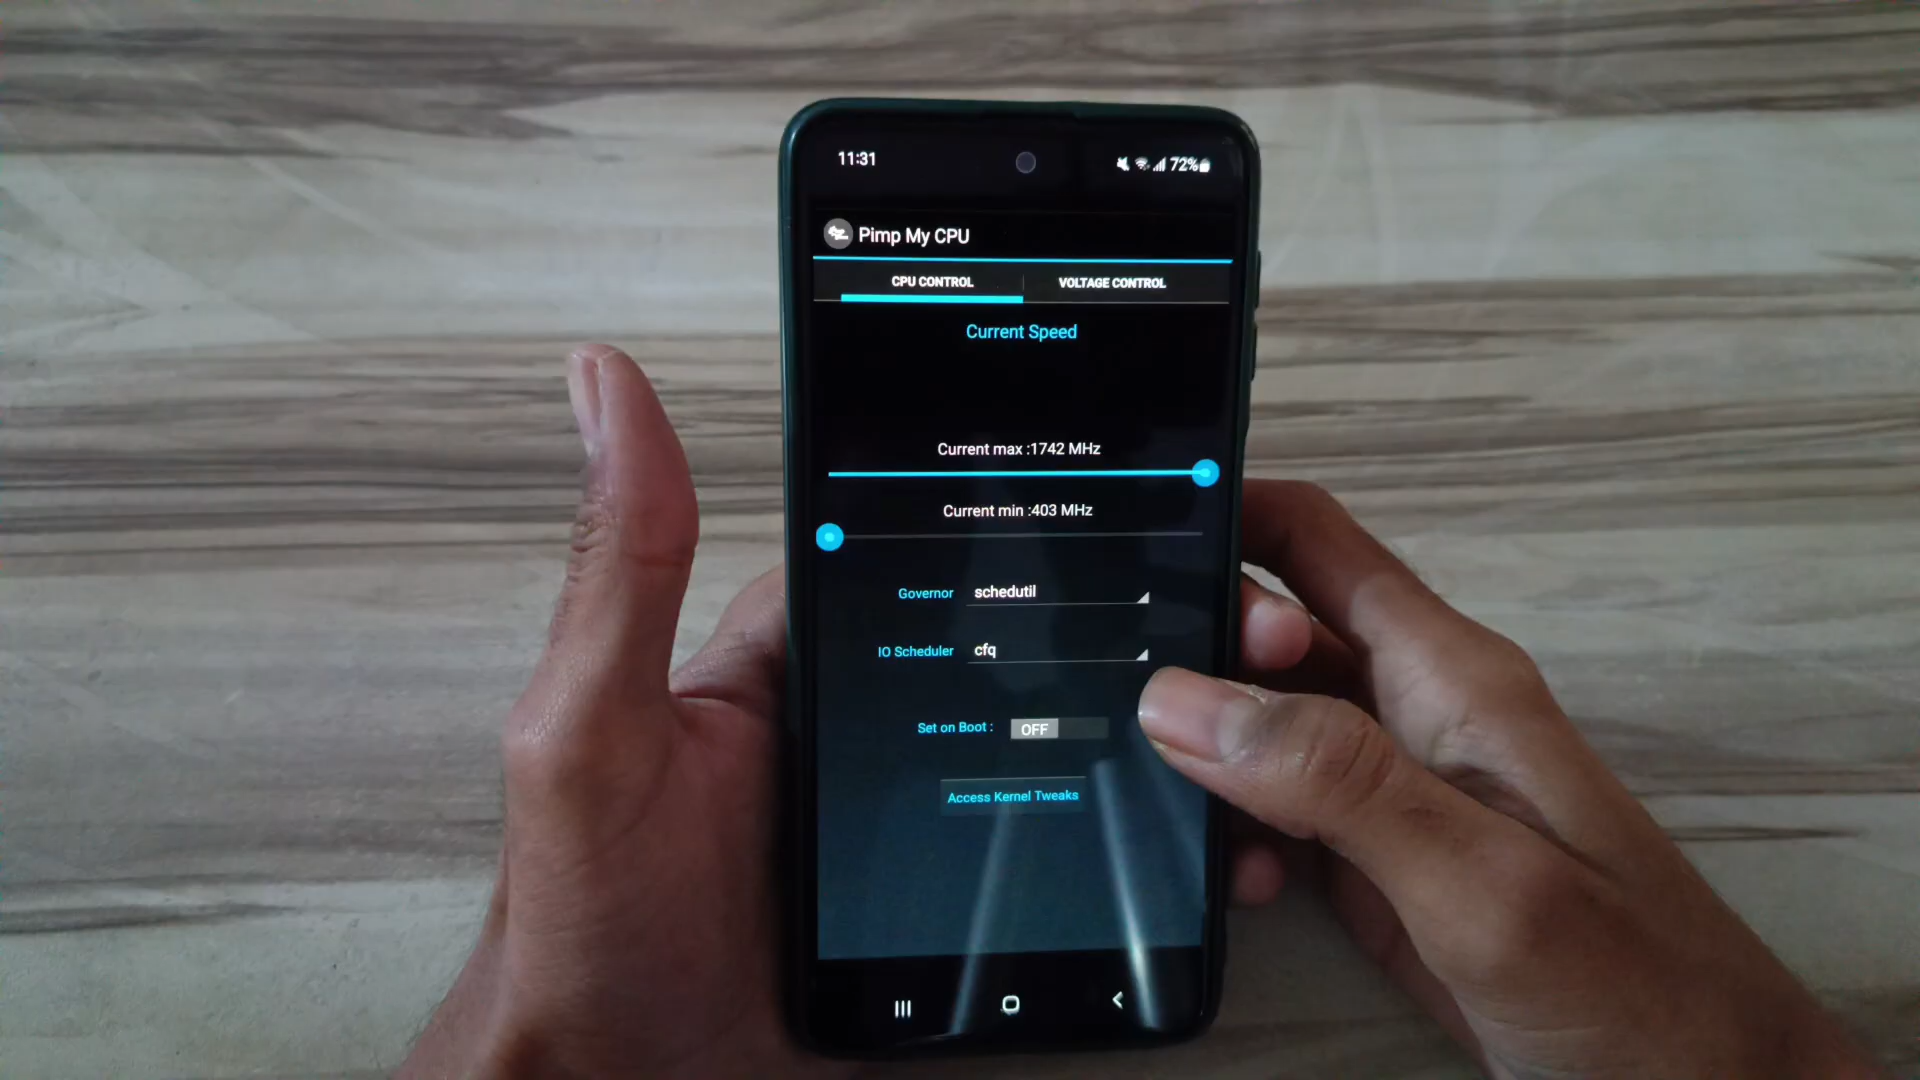 11:31
72%
Pimp My CPU
CPU CONTROL
VOLTAGE CONTROL
Current Speed
Current max :1742 MHz
Current min :403 MHz
Governor schedutil
IO Scheduler cfq
Set on Boot : OFF
Access Kernel Tweaks